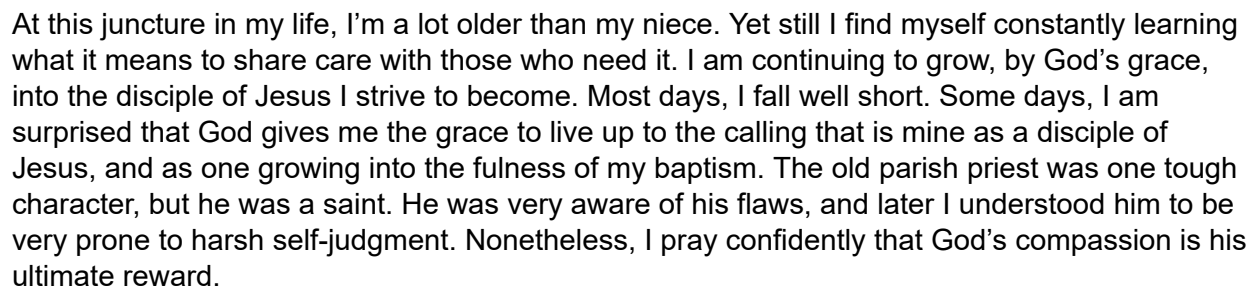 At this juncture in my life, I’m a lot older than my niece. Yet still I find myself constantly learning
what it means to share care with those who need it. I am continuing to grow, by God’s grace,
into the disciple of Jesus I strive to become. Most days, I fall well short. Some days, I am
surprised that God gives me the grace to live up to the calling that is mine as a disciple of
Jesus, and as one growing into the fulness of my baptism. The old parish priest was one tough
character, but he was a saint. He was very aware of his flaws, and later I understood him to be
very prone to harsh self-judgment. Nonetheless, I pray confidently that God’s compassion is his
ultimate reward.